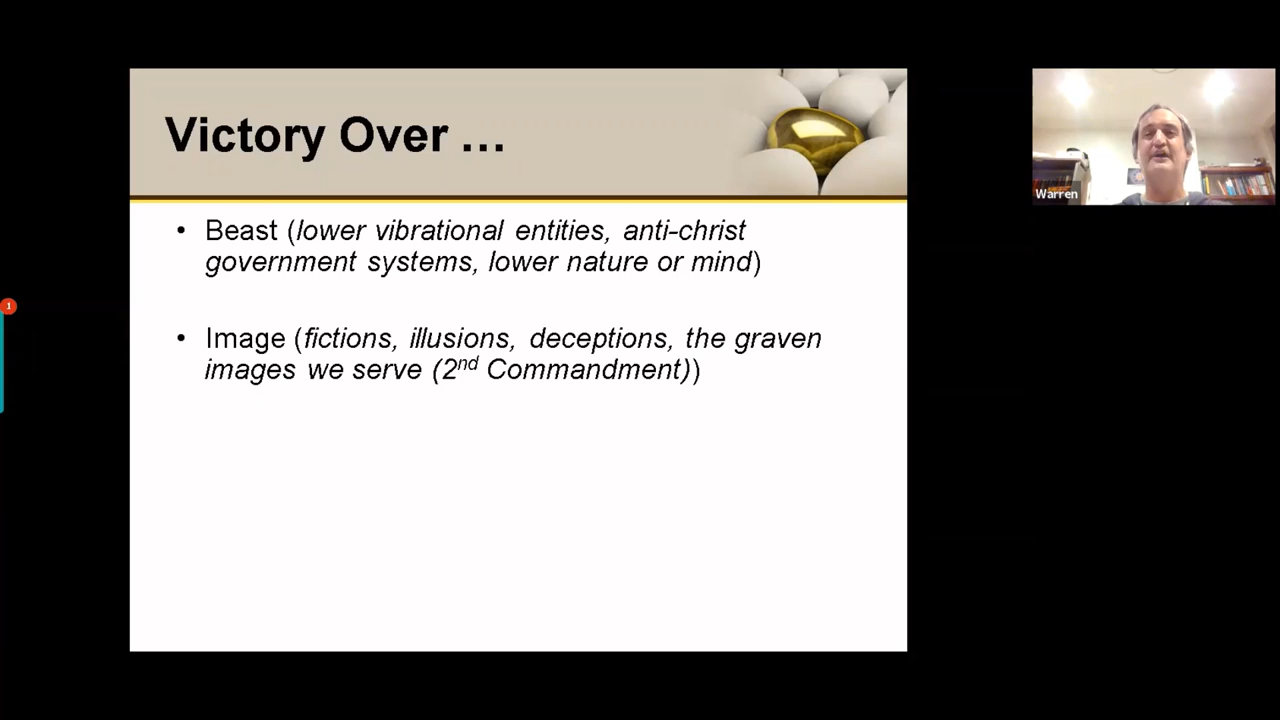 Victory Over ...
• Beast (lower vibrational entities, anti-christ
government systems, lower nature or mind)
• Image (fictions, illusions, deceptions, the graven
images we serve (2nd Commandment))
Warren
1